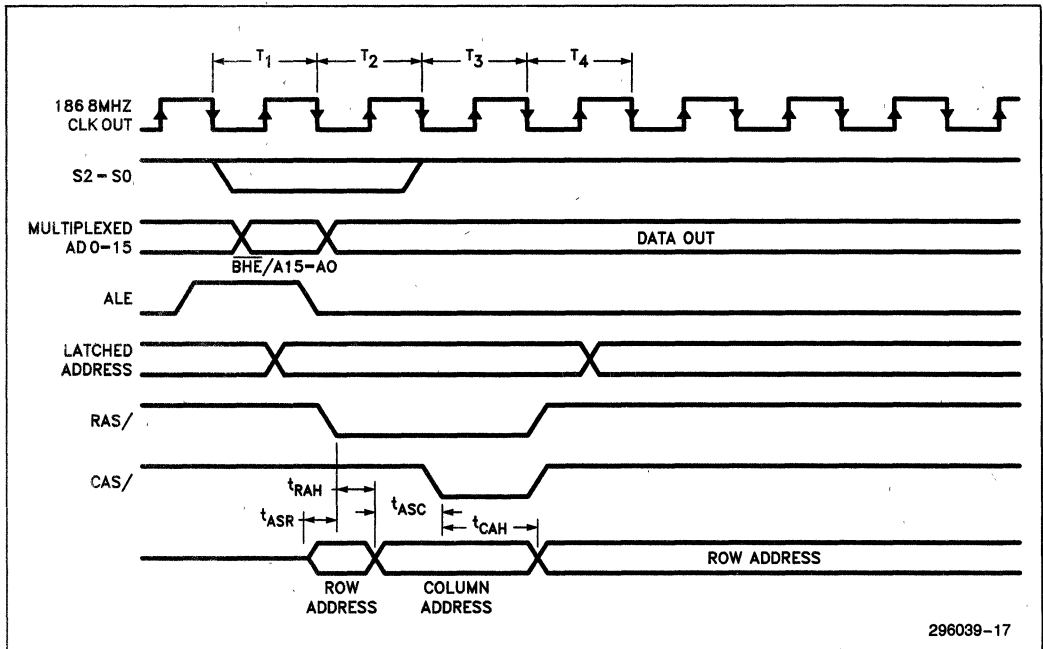 T1 T2 T3 T4
186 8MHZ
CLK OUT
S2 – S0
MULTIPLEXED
AD 0–15
DATA OUT
BHE/A15–A0
ALE
LATCHED
ADDRESS
RAS/
CAS/
tRAH
tASC
tASR
tCAH
ROW ADDRESS
ROW
ADDRESS
COLUMN
ADDRESS
296039–17